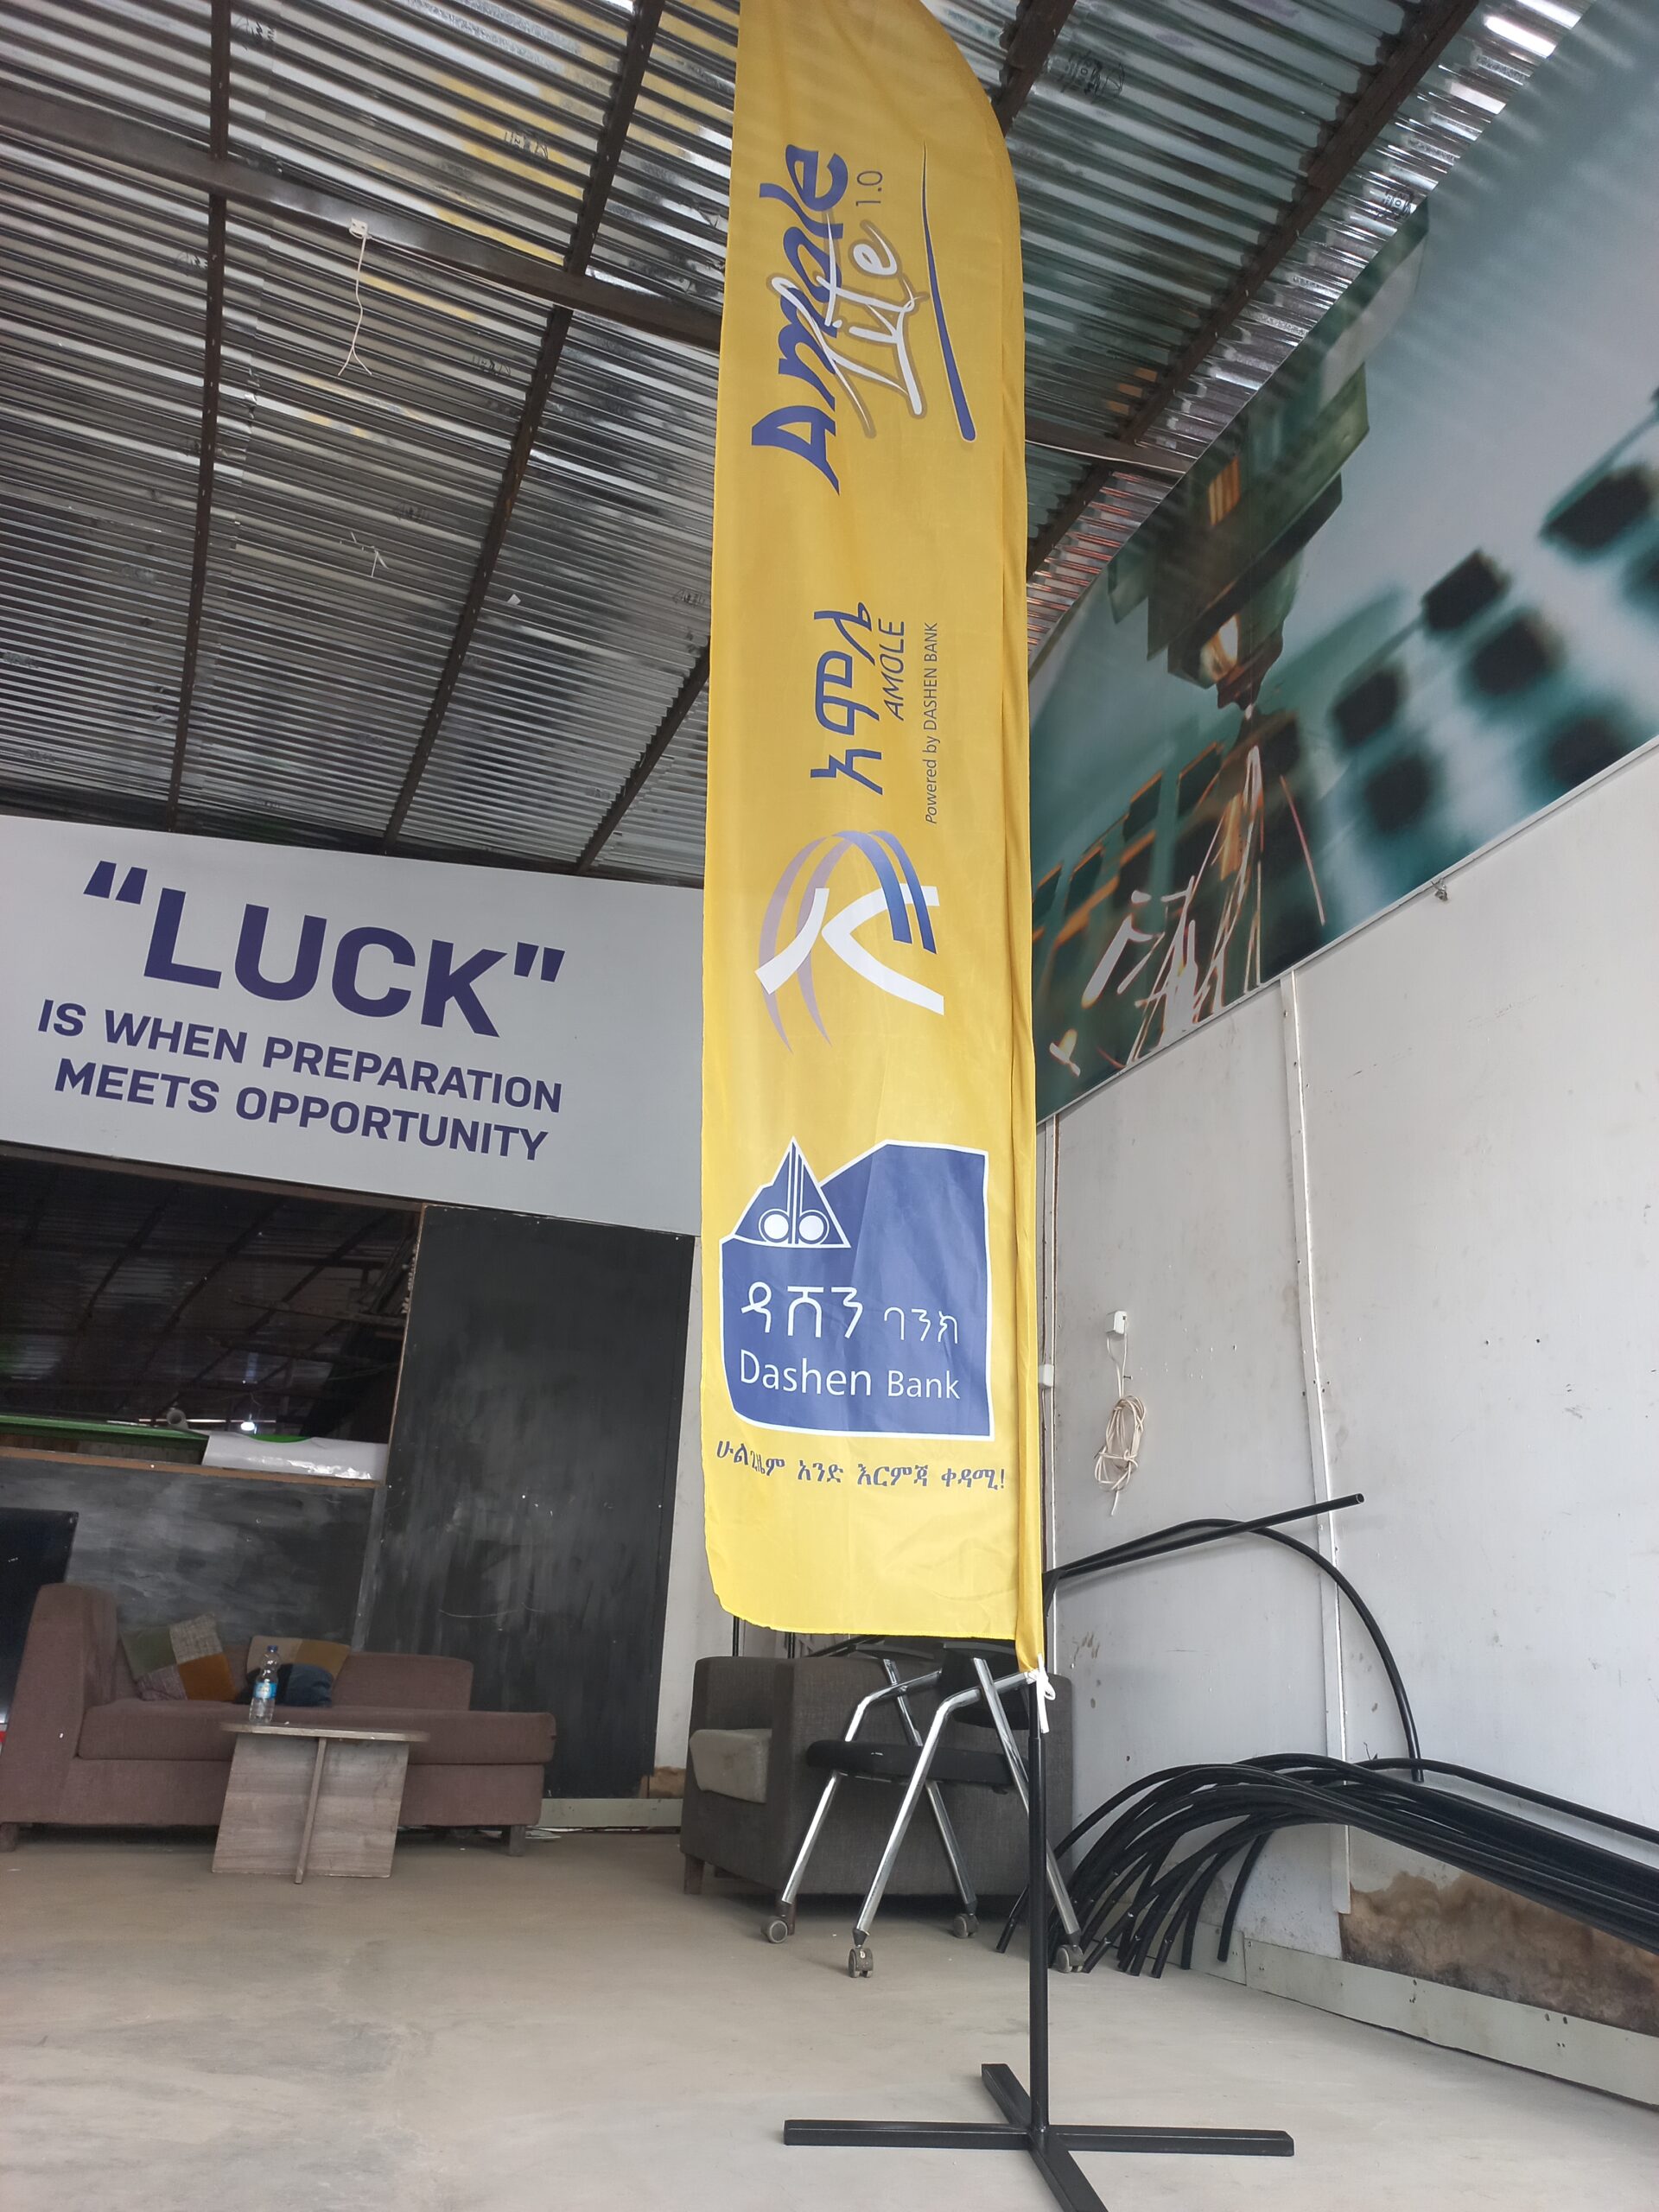 Amole
Lite 1.0
አሞሌ
AMOLE
Powered by DASHEN BANK
ዳሸን ባንክ
Dashen Bank
ሁልጊዜም አንድ እርምጃ ቀዳሚ!
“LUCK"
IS WHEN PREPARATION
MEETS OPPORTUNITY